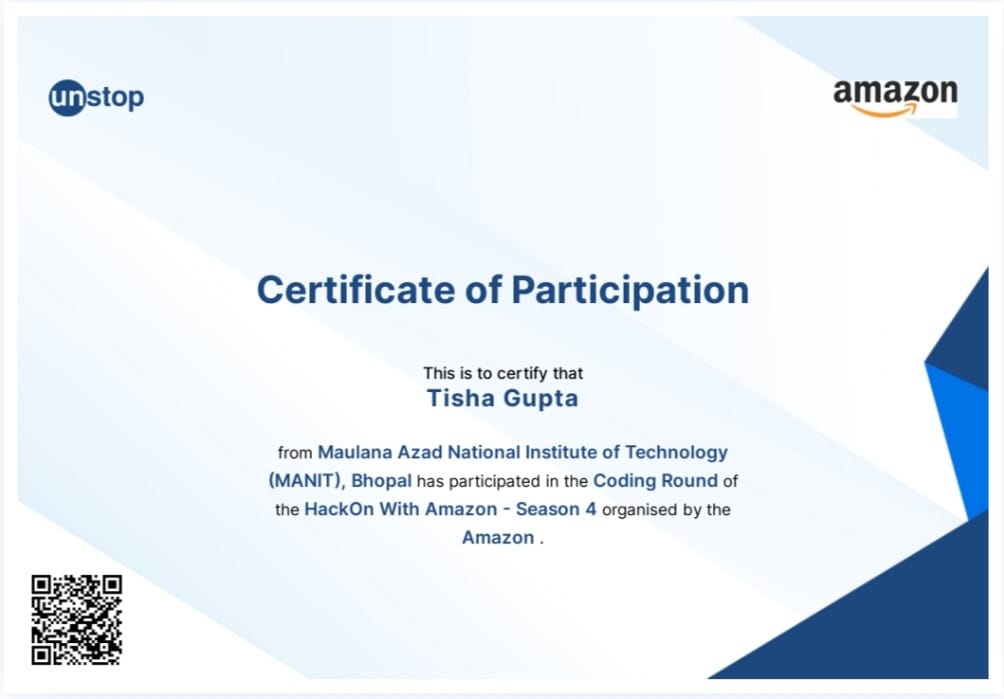 unstop
amazon
Certificate of Participation
This is to certify that
Tisha Gupta
from Maulana Azad National Institute of Technology
(MANIT), Bhopal has participated in the Coding Round of
the HackOn With Amazon - Season 4 organised by the
Amazon .